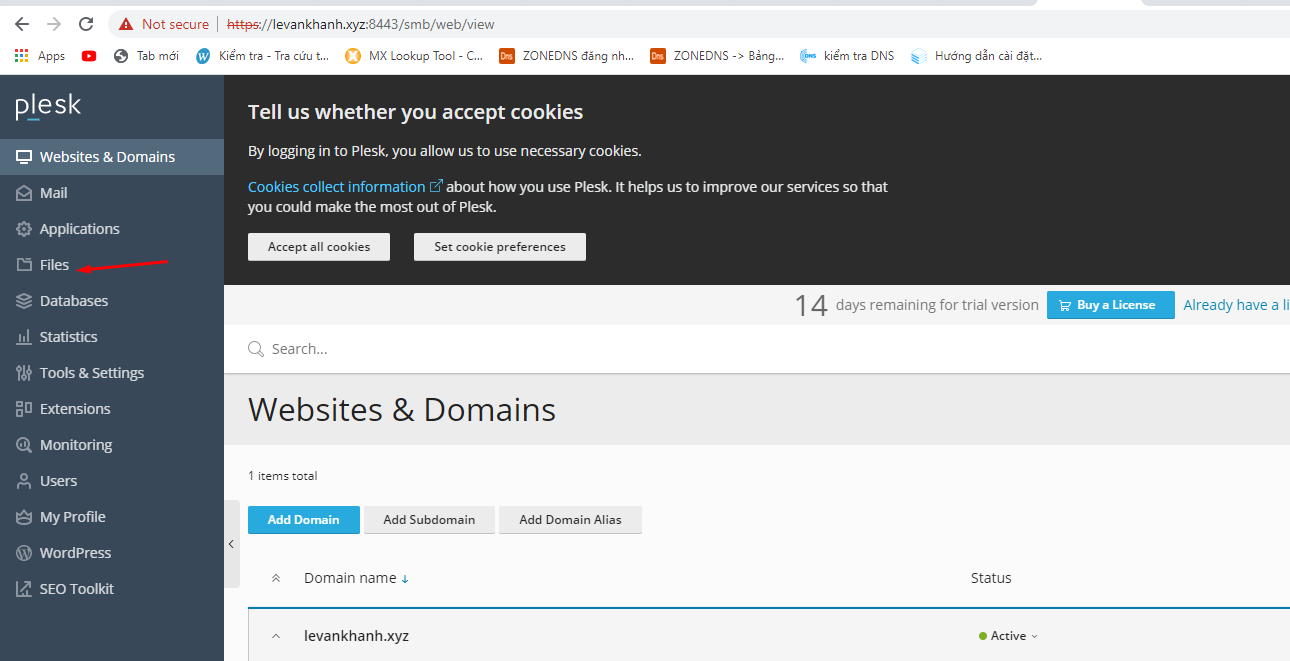 Not secure | https://levankhanh.xyz:8443/smb/web/view
Apps Tab mới Kiểm tra - Tra cứu t... MX Lookup Tool - C... Dns ZONEDNS đăng nh... Dns ZONEDNS -> Bảng... DNS kiểm tra DNS Hướng dẫn cài đặt...
plesk
Websites & Domains
Mail
Applications
Files
Databases
Statistics
Tools & Settings
Extensions
Monitoring
Users
My Profile
WordPress
SEO Toolkit
Tell us whether you accept cookies
By logging in to Plesk, you allow us to use necessary cookies.
Cookies collect information about how you use Plesk. It helps us to improve our services so that
you could make the most out of Plesk.
Accept all cookies Set cookie preferences
14 days remaining for trial version Buy a License Already have a li
Search...
Websites & Domains
1 items total
Add Domain Add Subdomain Add Domain Alias
Domain name Status
levankhanh.xyz Active